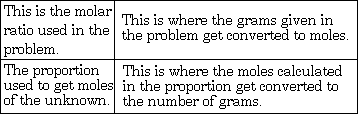 This is the molar
ratio used in the
problem.
This is where the grams given in
the problem get converted to moles.
The proportion
used to get moles
of the unknown.
This is where the moles calculated
in the proportion get converted to
the number of grams.